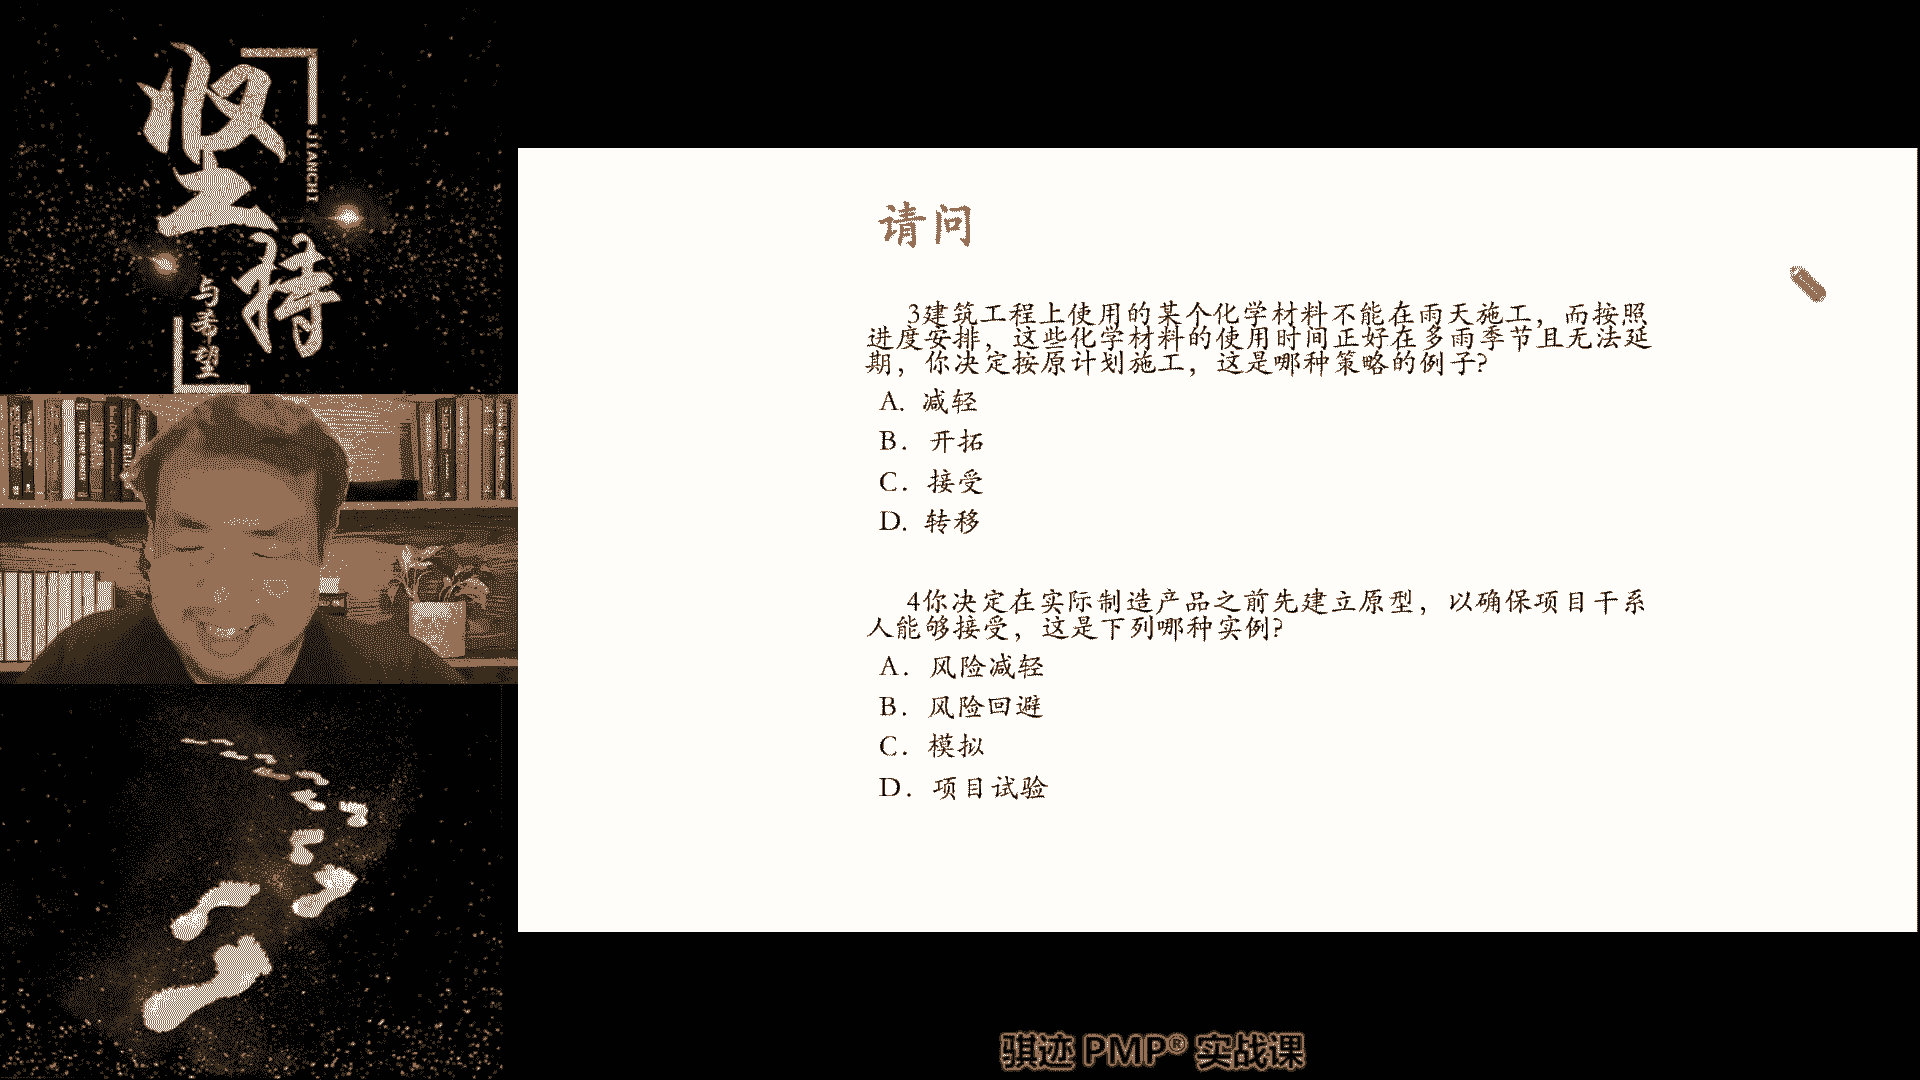 坚持
JIANCHI
与希望
请问
3建筑工程上使用的某个化学材料不能在雨天施工，而按照
进度安排，这些化学材料的使用时间正好在多雨季节且无法延
期，你决定按原计划施工，这是哪种策略的例子?
A. 减轻
B. 开拓
C. 接受
D. 转移
4你决定在实际制造产品之前先建立原型，以确保项目干系
人能够接受，这是下列哪种实例?
A. 风险减轻
B. 风险回避
C. 模拟
D. 项目试验
骐迹 PMP® 实战课